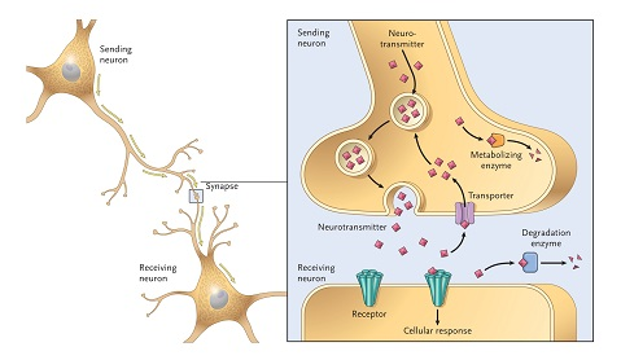 Sending
neuron
Synapse
Receiving
neuron
Sending
neuron
Neuro-
transmitter
Metabolizing
enzyme
Transporter
Neurotransmitter
Degradation
enzyme
Receiving
neuron
Receptor
Cellular response